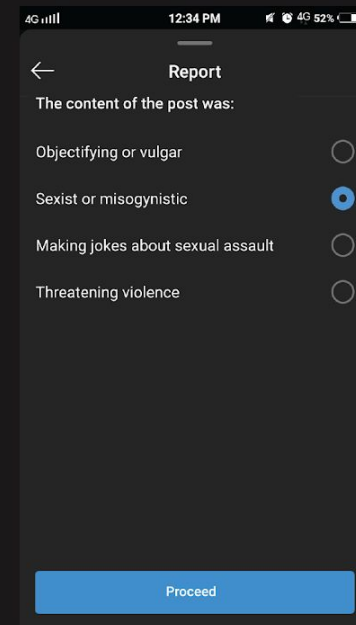 4G 12:34 PM 4G 52%
Report
The content of the post was:
Objectifying or vulgar
Sexist or misogynistic
Making jokes about sexual assault
Threatening violence
Proceed